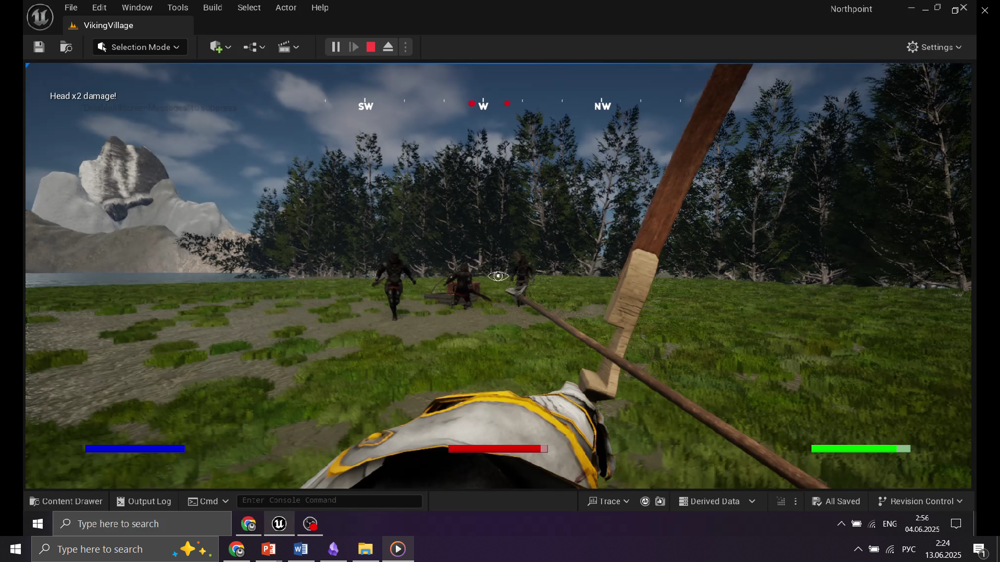 File Edit Window Tools Build Select Actor Help
Northpoint
VikingVillage
Selection Mode
Settings
Head x2 damage!
'DisableAllScreenMessages' to suppress
SW W NW
Content Drawer Output Log Cmd Enter Console Command Trace Derived Data All Saved Revision Control
Type here to search
ENG
2:56
04.06.2025
Type here to search
РУС
2:24
13.06.2025
1